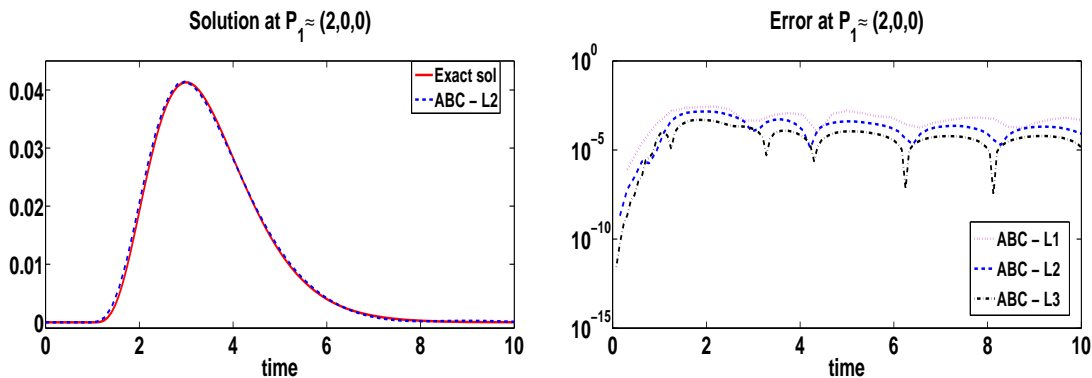 Solution at P₁≈ (2,0,0)
0.04
0.03
0.02
0.01
0
0 2 4 6 8 10
time
Exact sol
ABC – L2
Error at P₁≈ (2,0,0)
10⁰
10⁻⁵
10⁻¹⁰
10⁻¹⁵
0 2 4 6 8 10
time
ABC – L1
ABC – L2
ABC – L3